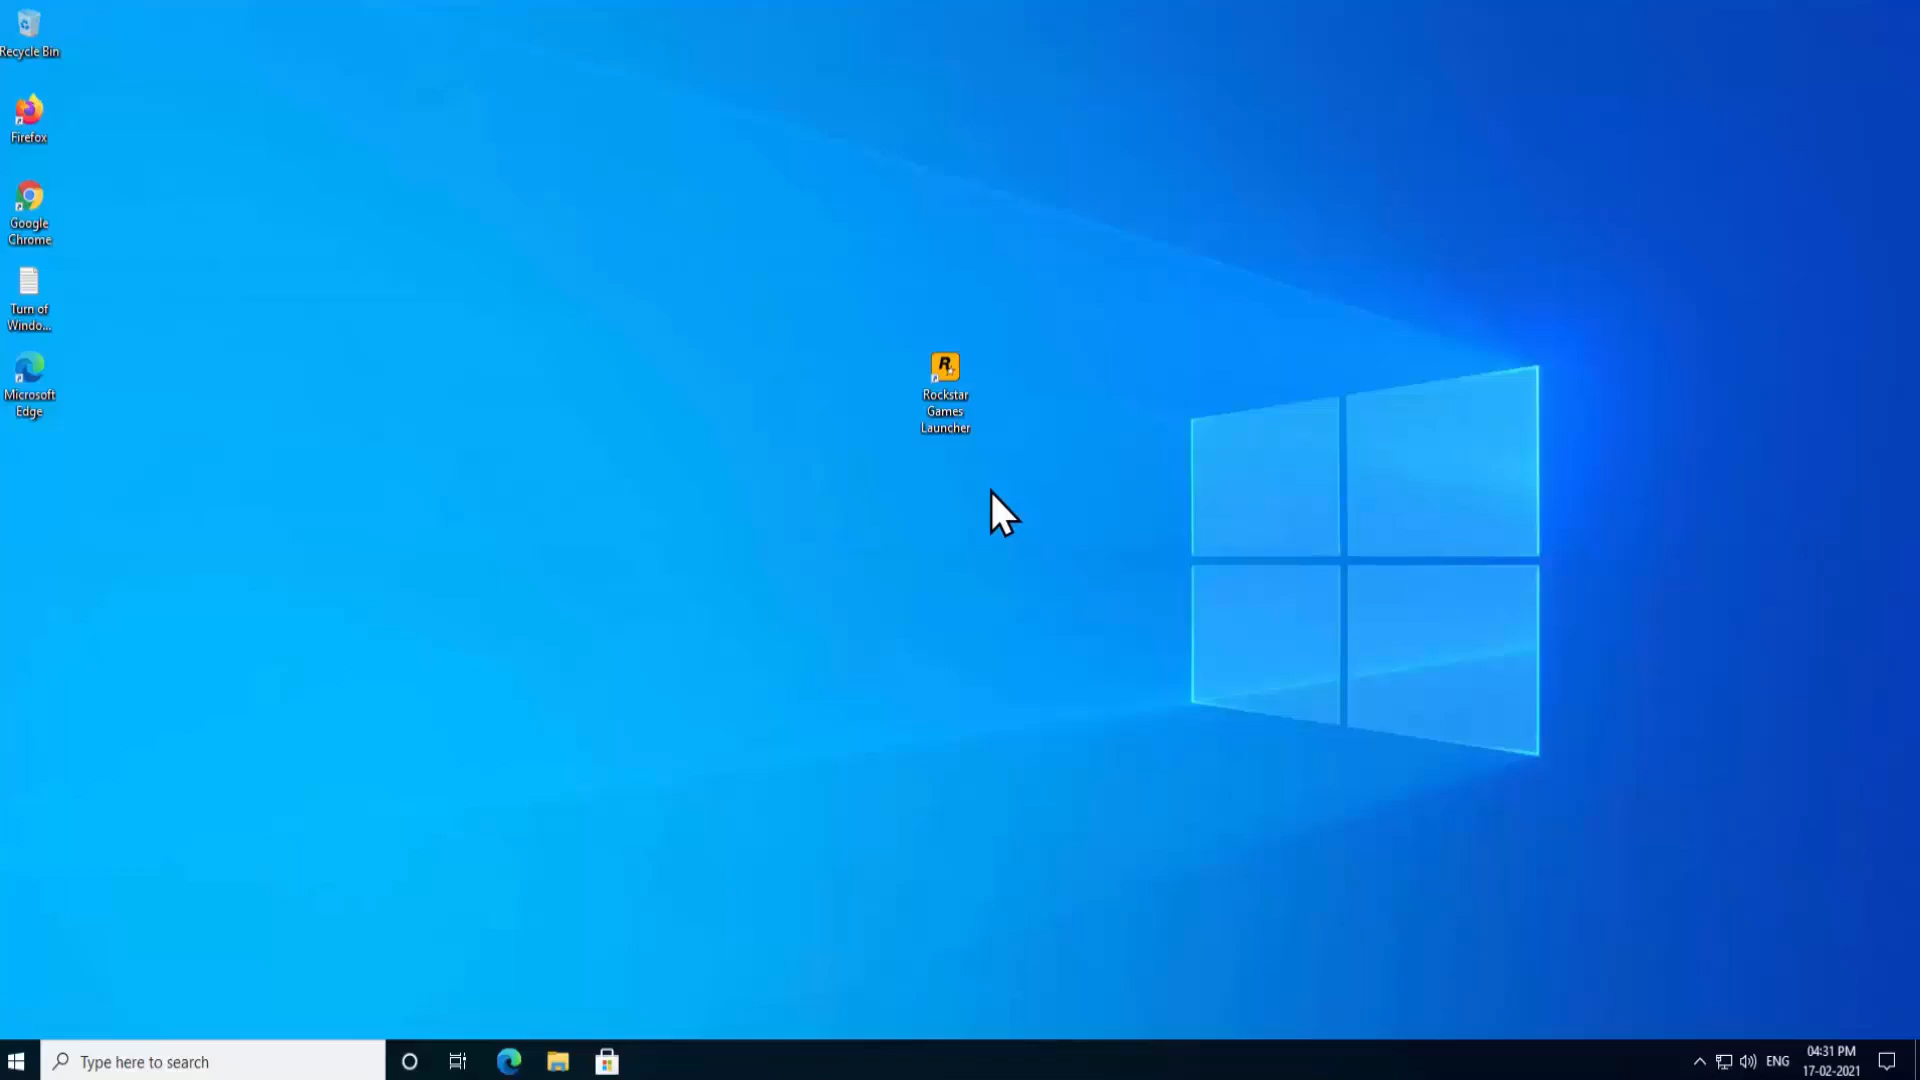 Recycle Bin
Firefox
Google
Chrome
Turn of
Windo...
Microsoft
Edge
R
Rockstar
Games
Launcher
Type here to search
ENG
04:31 PM
17-02-2021